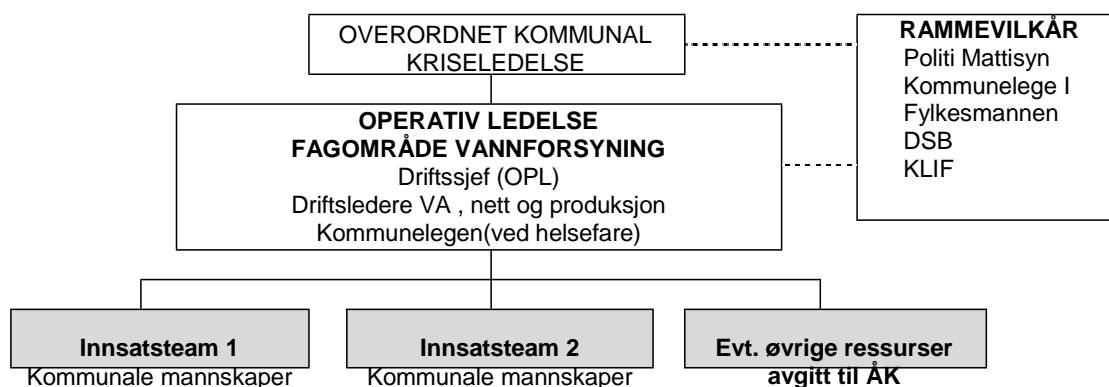 OVERORDNET KOMMUNAL
KRISELEDELSE
RAMMEVILKÅR
Politi Mattisyn
Kommunelege I
Fylkesmannen
DSB
KLIF
OPERATIV LEDELSE
FAGOMRÅDE VANNFORSYNING
Driftssjef (OPL)
Driftsledere VA , nett og produksjon
Kommunelegen(ved helsefare)
Innsatsteam 1
Kommunale mannskaper
Innsatsteam 2
Kommunale mannskaper
Evt. øvrige ressurser
avgitt til ÅK